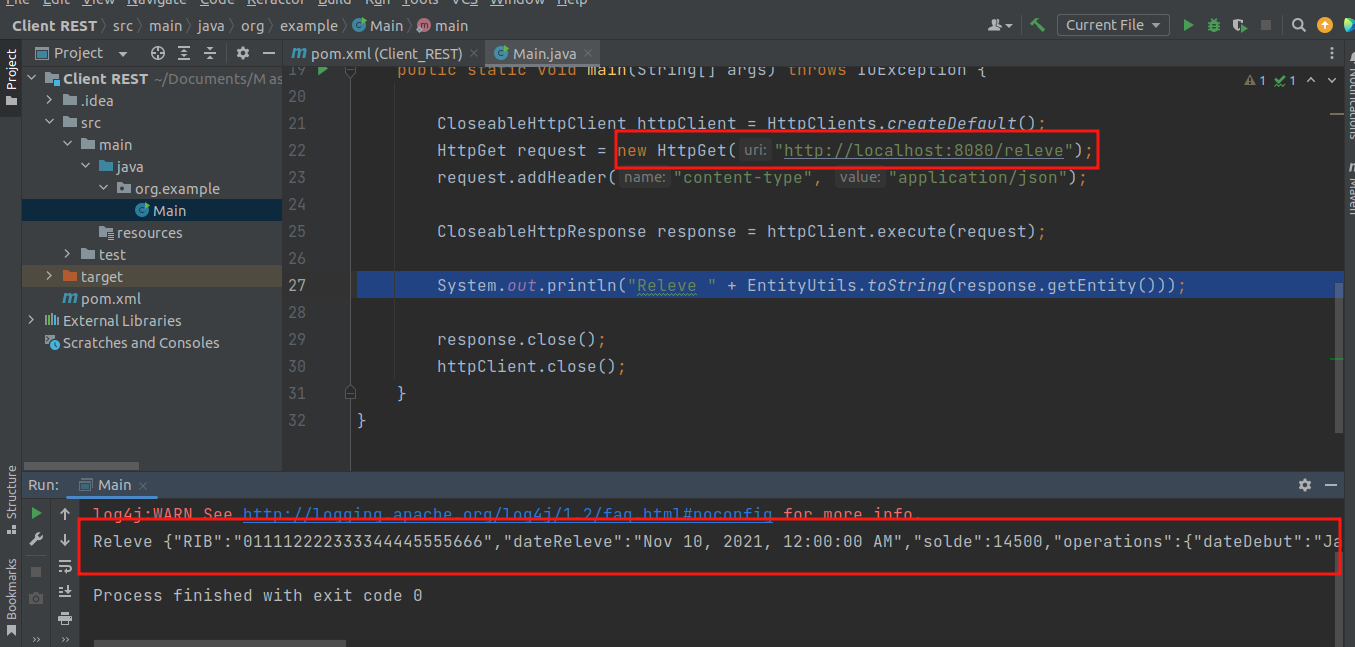 File Edit View Navigate Code Refactor Build Run Tools VCS Window Help
Client REST src main java org example Main main Current File
Project
Project
pom.xml (Client_REST) Main.java
Notifications
Maven
Client REST ~/Documents/M as
.idea
src
main
java
org.example
Main
resources
test
target
pom.xml
External Libraries
Scratches and Consoles
1 1
19 public static void main(String[] args) throws IOException {
20
21 CloseableHttpClient httpClient = HttpClients.createDefault();
22 HttpGet request = new HttpGet( uri: "http://localhost:8080/releve");
23 request.addHeader( name: "content-type", value: "application/json");
24
25 CloseableHttpResponse response = httpClient.execute(request);
26
27 System.out.println("Releve " + EntityUtils.toString(response.getEntity()));
28
29 response.close();
30 httpClient.close();
31 }
32 }
Structure
Bookmarks
Run: Main
log4j:WARN See http://logging.apache.org/log4j/1.2/faq.html#noconfig for more info.
Releve {"RIB":"011112222333344445555666","dateReleve":"Nov 10, 2021, 12:00:00 AM","solde":14500,"operations":{"dateDebut":"Ja
Process finished with exit code 0